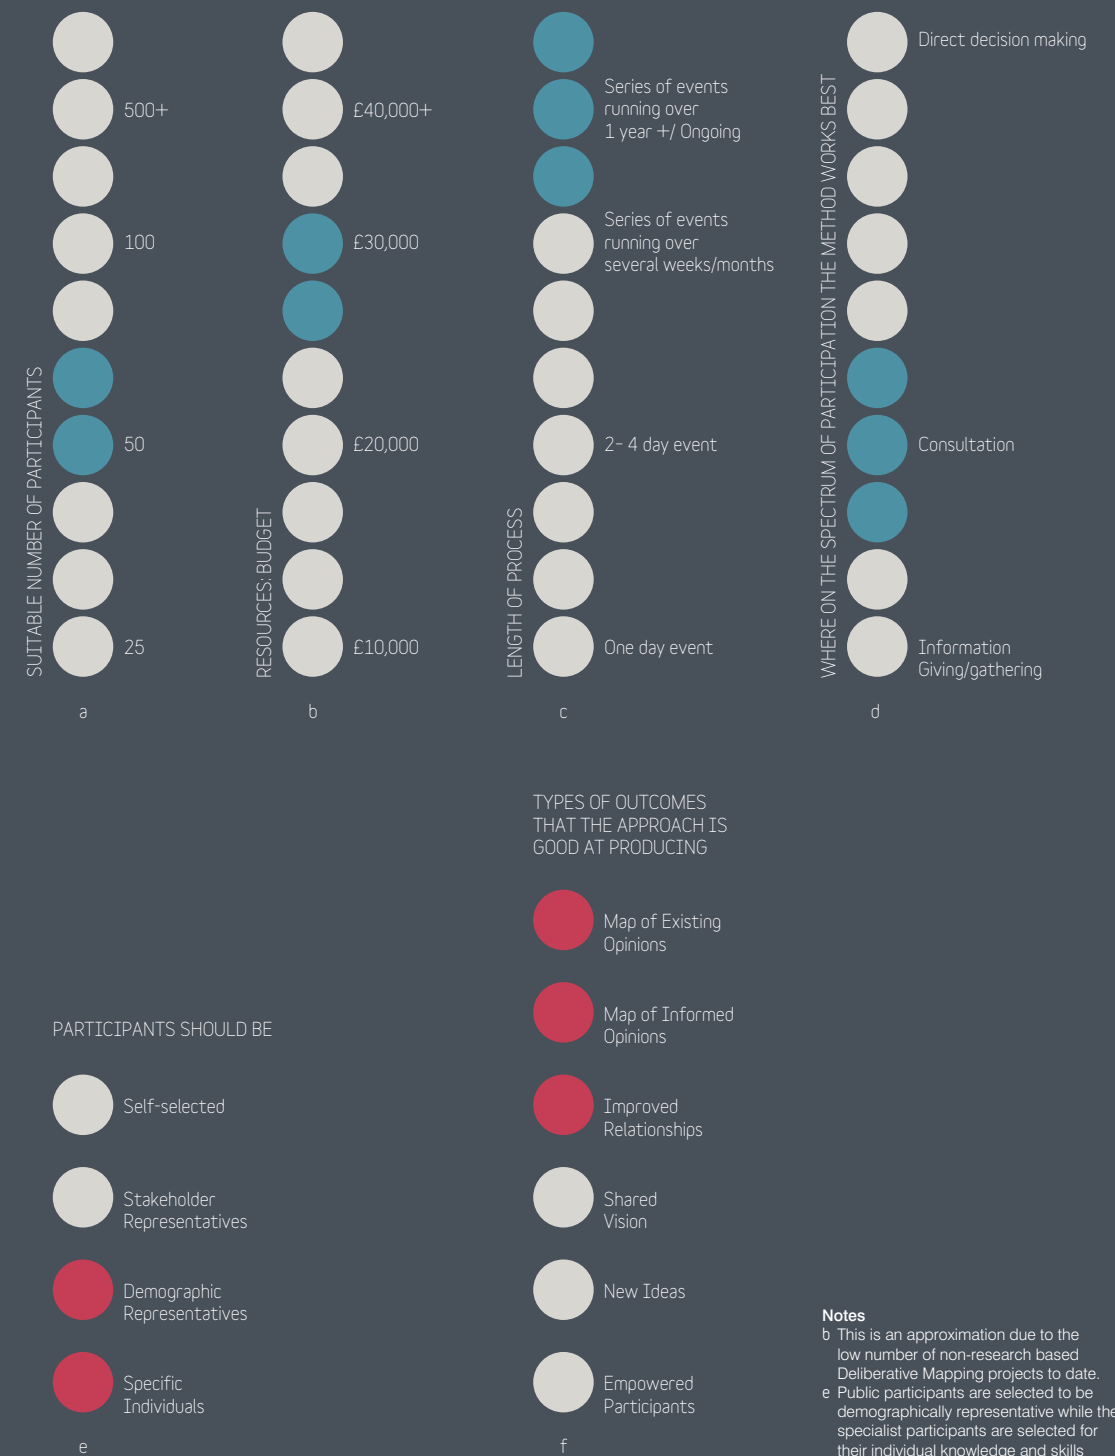 SUITABLE NUMBER OF PARTICIPANTS
500+
100
50
25
a
RESOURCES: BUDGET
£40,000+
£30,000
£20,000
£10,000
b
LENGTH OF PROCESS
Series of events
running over
1 year +/ Ongoing
Series of events
running over
several weeks/months
2- 4 day event
One day event
c
WHERE ON THE SPECTRUM OF PARTICIPATION THE METHOD WORKS BEST
Direct decision making
Consultation
Information
Giving/gathering
d
PARTICIPANTS SHOULD BE
Self-selected
Stakeholder
Representatives
Demographic
Representatives
Specific
Individuals
e
TYPES OF OUTCOMES
THAT THE APPROACH IS
GOOD AT PRODUCING
Map of Existing
Opinions
Map of Informed
Opinions
Improved
Relationships
Shared
Vision
New Ideas
Empowered
Participants
f
Notes
b This is an approximation due to the
low number of non-research based
Deliberative Mapping projects to date.
e Public participants are selected to be
demographically representative while the
specialist participants are selected for
their individual knowledge and skills